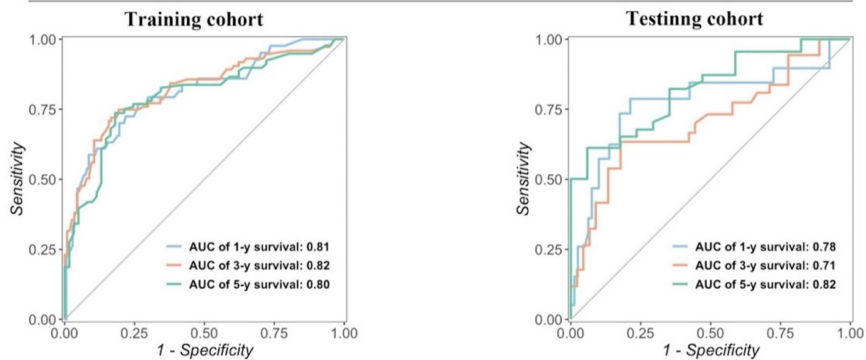 Training cohort
1.00
0.75
0.50
0.25
0.00
Sensitivity
AUC of 1-y survival: 0.81
AUC of 3-y survival: 0.82
AUC of 5-y survival: 0.80
0.00 0.25 0.50 0.75 1.00
1 - Specificity
Testinng cohort
1.00
0.75
0.50
0.25
0.00
Sensitivity
AUC of 1-y survival: 0.78
AUC of 3-y survival: 0.71
AUC of 5-y survival: 0.82
0.00 0.25 0.50 0.75 1.00
1 - Specificity